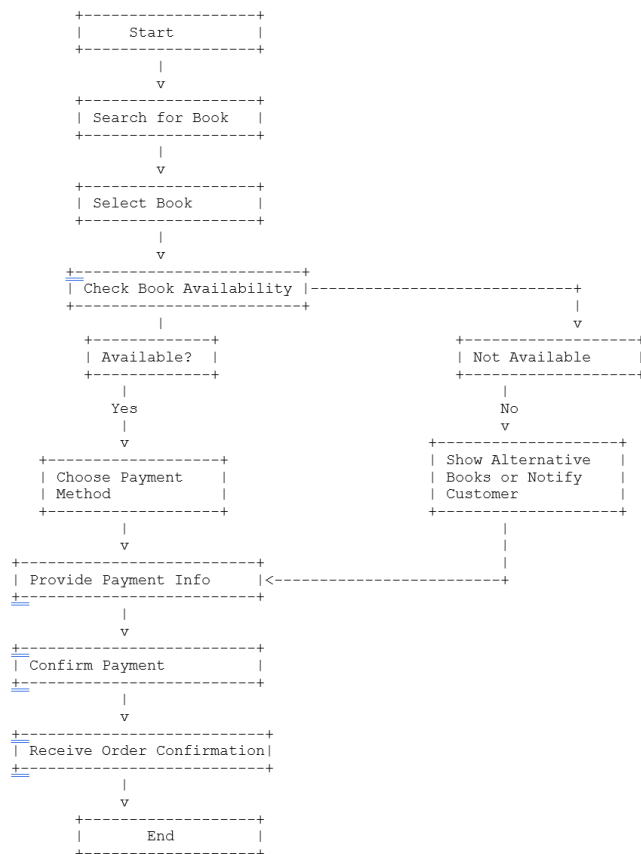 Start
Search for Book
Select Book
Check Book Availability
Available?
Not Available
Yes
No
Choose Payment
Method
Show Alternative
Books or Notify
Customer
Provide Payment Info
Confirm Payment
Receive Order Confirmation
End